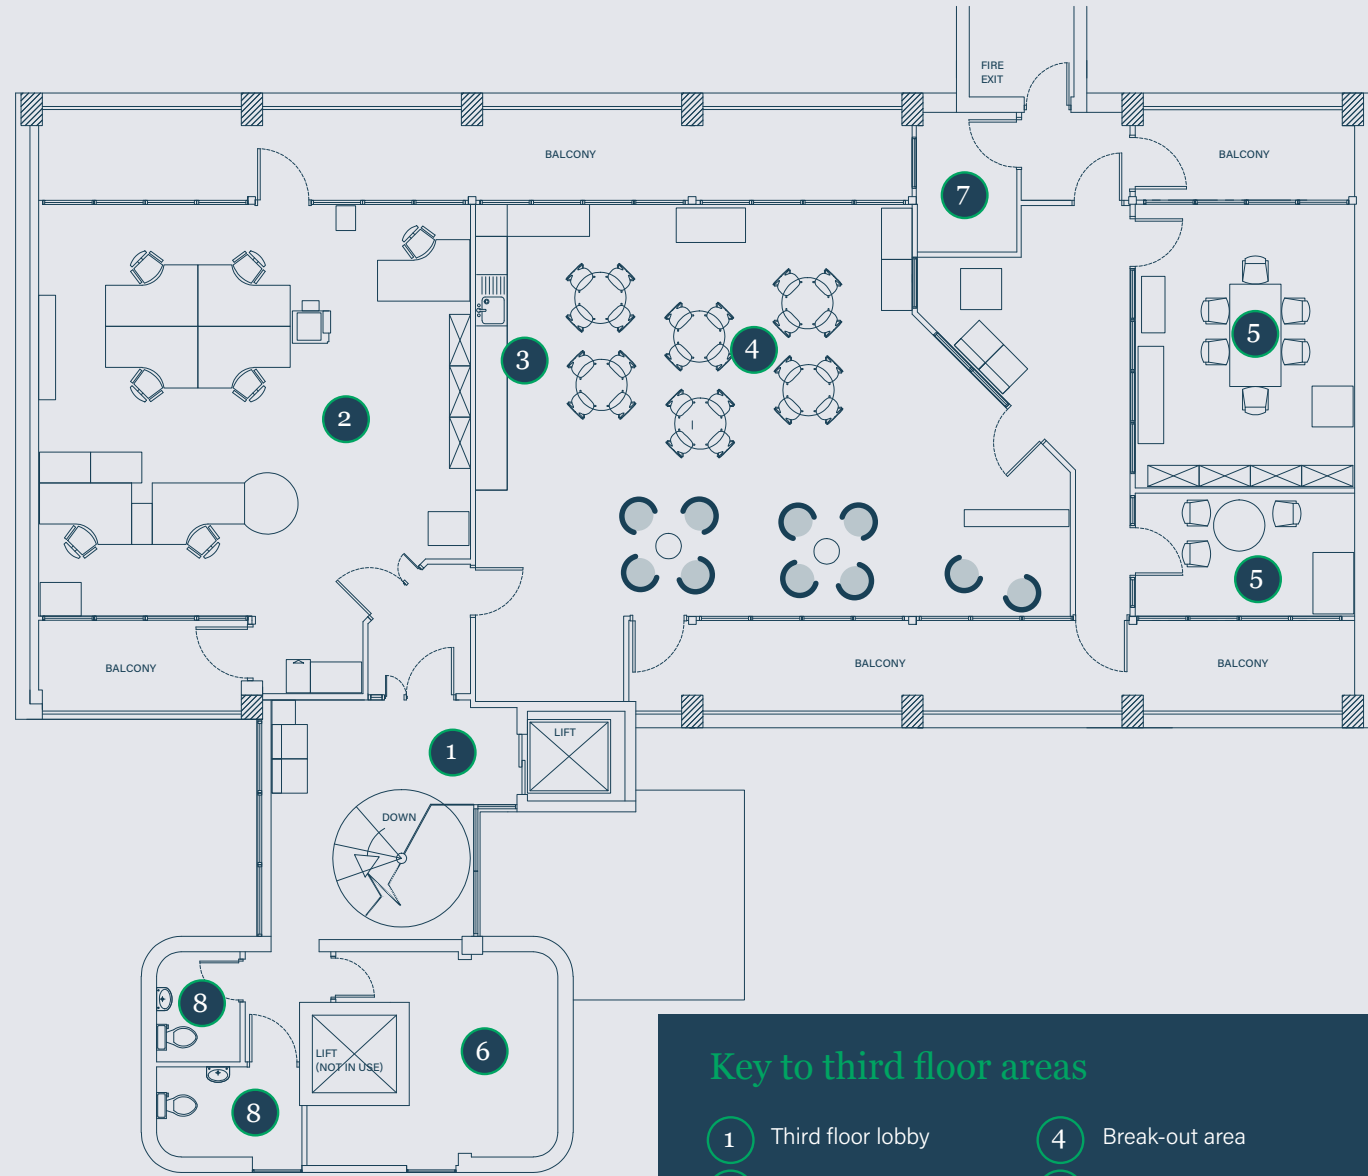 FIRE
EXIT
BALCONY
BALCONY
7
5
3
4
2
5
BALCONY
BALCONY
BALCONY
1
LIFT
DOWN
8
6
LIFT
(NOT IN USE)
8
Key to third floor areas
1 Third floor lobby
4 Break-out area